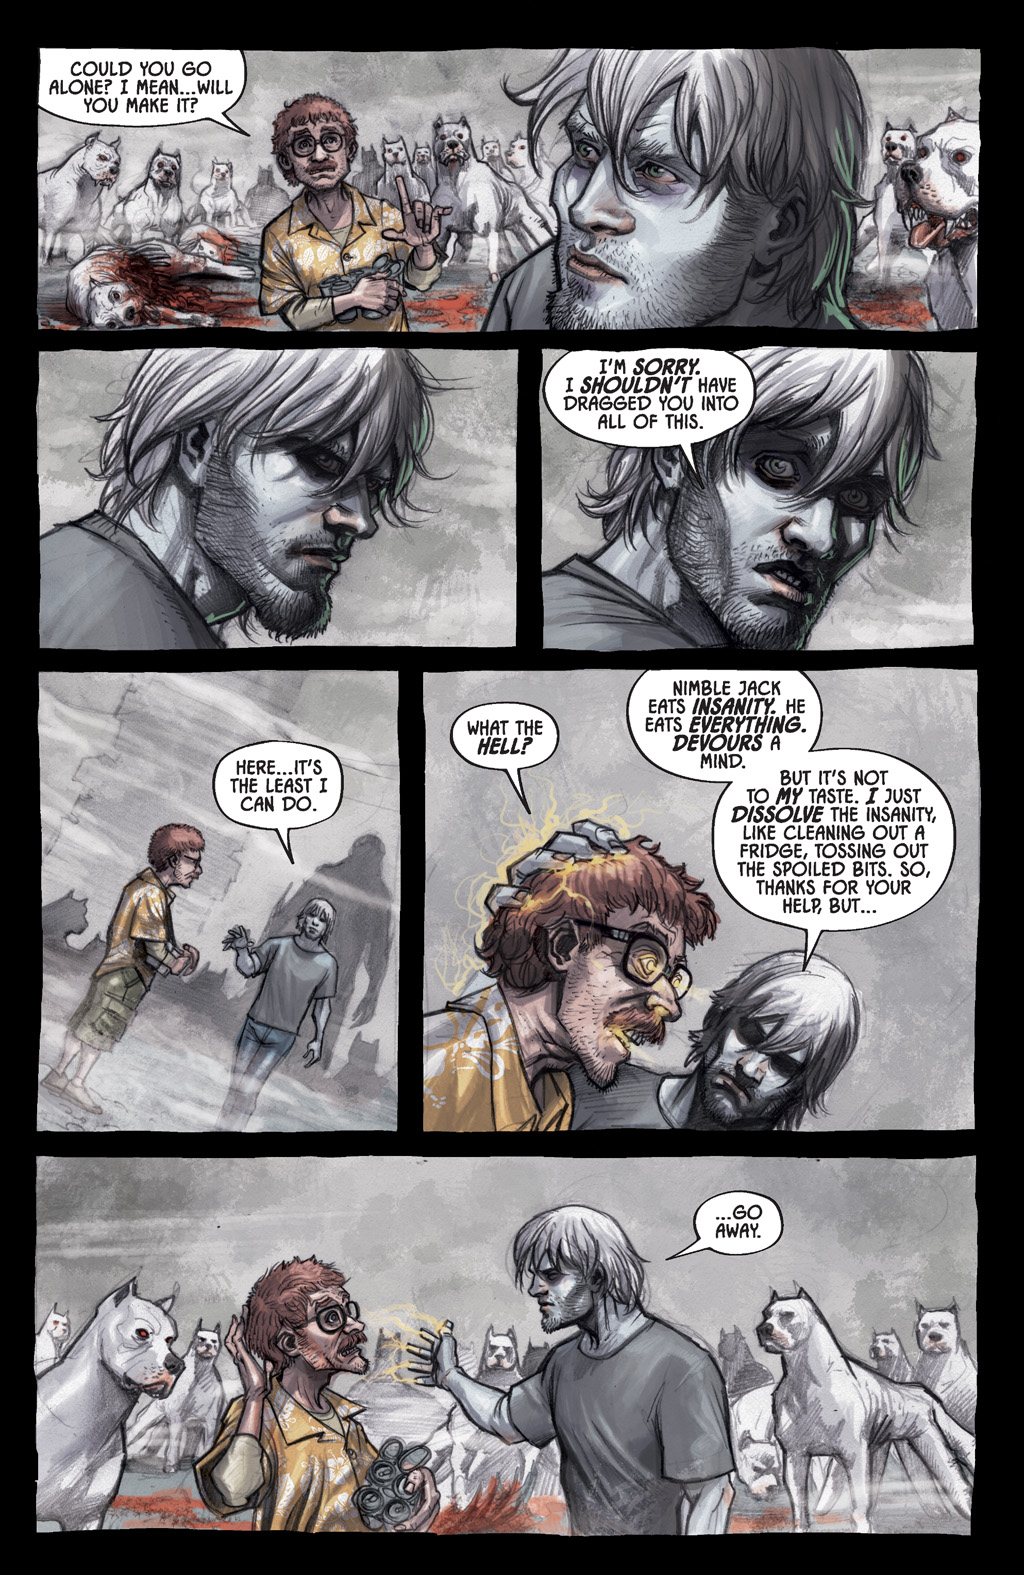 COULD YOU GO
ALONE? I MEAN...WILL
YOU MAKE IT?
I'M SORRY.
I SHOULDN'T HAVE
DRAGGED YOU INTO
ALL OF THIS.
HERE...IT'S
THE LEAST I
CAN DO.
WHAT THE
HELL?
NIMBLE JACK
EATS INSANITY. HE
EATS EVERYTHING.
DEVOURS A
MIND.
BUT IT'S NOT
TO MY TASTE. I JUST
DISSOLVE THE INSANITY,
LIKE CLEANING OUT A
FRIDGE, TOSSING OUT
THE SPOILED BITS. SO,
THANKS FOR YOUR
HELP, BUT...
...GO
AWAY.